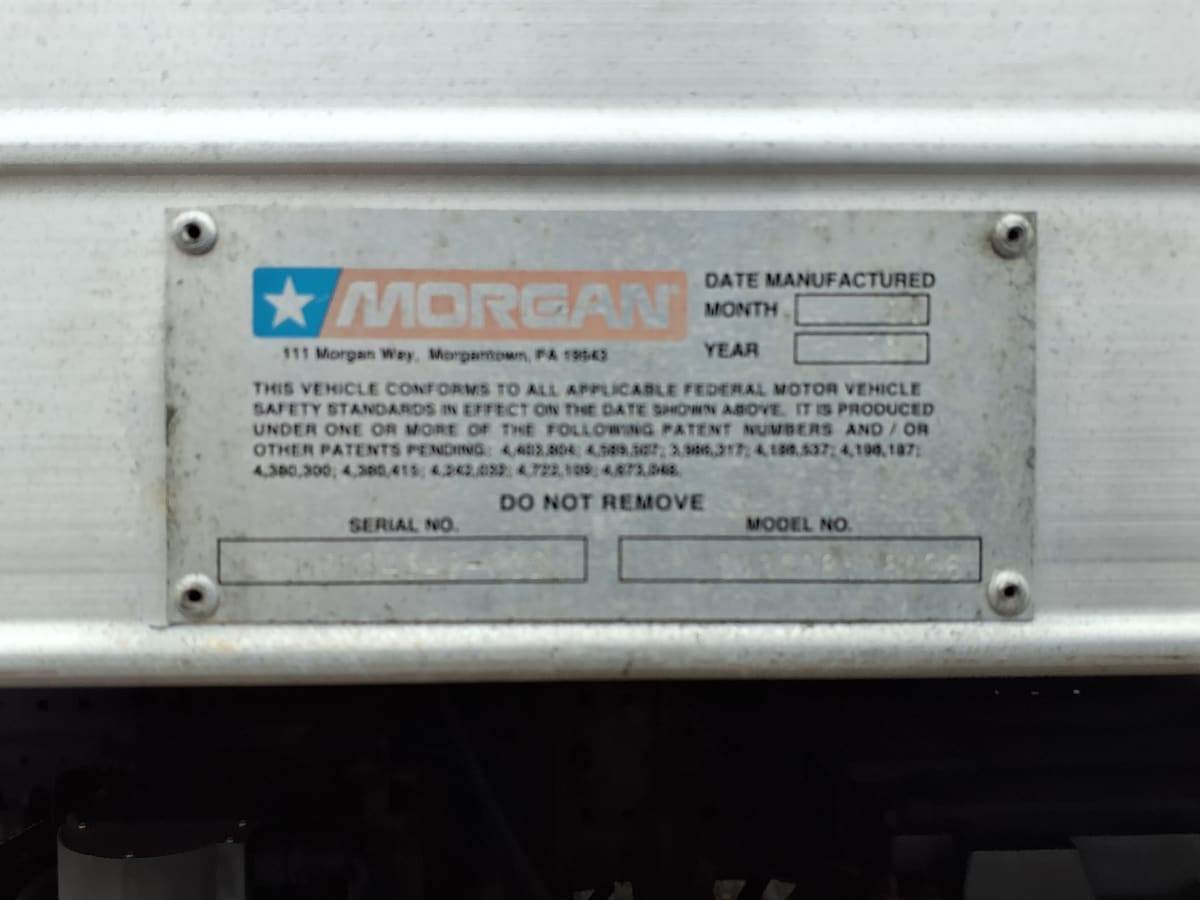 MORGAN
DATE MANUFACTURED
MONTH
111 Morgan Way, Morgantown, PA 19543
YEAR
THIS VEHICLE CONFORMS TO ALL APPLICABLE FEDERAL MOTOR VEHICLE
SAFETY STANDARDS IN EFFECT ON THE DATE SHOWN ABOVE. IT IS PRODUCED
UNDER ONE OR MORE OF THE FOLLOWING PATENT NUMBERS AND / OR
OTHER PATENTS PENDING:
DO NOT REMOVE
SERIAL NO.
MODEL NO.